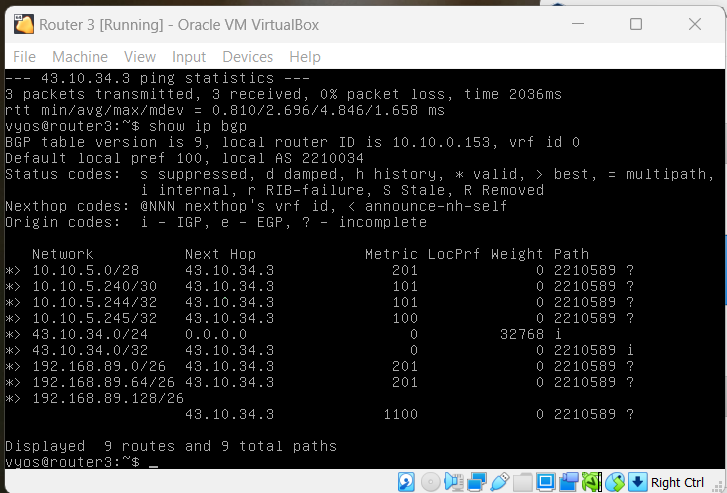 Router 3 [Running] - Oracle VM VirtualBox
File Machine View Input Devices Help
--- 43.10.34.3 ping statistics ---
3 packets transmitted, 3 received, 0% packet loss, time 2036ms
rtt min/avg/max/mdev = 0.810/2.696/4.846/1.658 ms
vyos@router3:~$ show ip bgp
BGP table version is 9, local router ID is 10.10.0.153, vrf id 0
Default local pref 100, local AS 2210034
Status codes:  s suppressed, d damped, h history, * valid, > best, = multipath,
               i internal, r RIB-failure, S Stale, R Removed
Nexthop codes: @NNN nexthop's vrf id, < announce-nh-self
Origin codes:  i - IGP, e - EGP, ? - incomplete
   Network          Next Hop            Metric LocPrf Weight Path
*> 10.10.5.0/28     43.10.34.3             201             0 2210589 ?
*> 10.10.5.240/30   43.10.34.3             101             0 2210589 ?
*> 10.10.5.244/32   43.10.34.3             101             0 2210589 ?
*> 10.10.5.245/32   43.10.34.3             100             0 2210589 ?
*> 43.10.34.0/24    0.0.0.0                  0         32768 i
*> 43.10.34.0/32    43.10.34.3               0             0 2210589 i
*> 192.168.89.0/26  43.10.34.3             201             0 2210589 ?
*> 192.168.89.64/26 43.10.34.3             201             0 2210589 ?
*> 192.168.89.128/26
                    43.10.34.3            1100             0 2210589 ?
Displayed  9 routes and 9 total paths
vyos@router3:~$ _
Right Ctrl